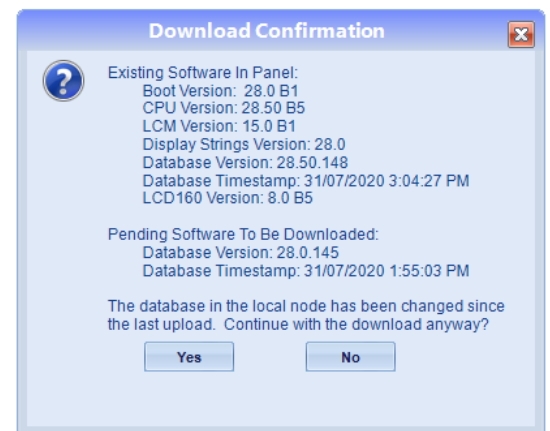 Download Confirmation
Existing Software In Panel:
Boot Version: 28.0 B1
CPU Version: 28.50 B5
LCM Version: 15.0 B1
Display Strings Version: 28.0
Database Version: 28.50.148
Database Timestamp: 31/07/2020 3:04:27 PM
LCD160 Version: 8.0 B5
Pending Software To Be Downloaded:
Database Version: 28.0.145
Database Timestamp: 31/07/2020 1:55:03 PM
The database in the local node has been changed since
the last upload. Continue with the download anyway?
Yes No